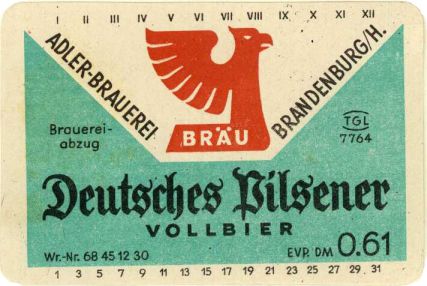 I II III IV V VI VII VIII IX X XI XII
ADLER-BRAUEREI
BRANDENBURG/H.
BRÄU
Brauerei-
abzug
TGL
7764
Deutsches Pilsener
VOLLBIER
Wr.-Nr. 68 45 12 30
EVP. DM 0.61
1 3 5 7 9 11 13 15 17 19 21 23 25 27 29 31